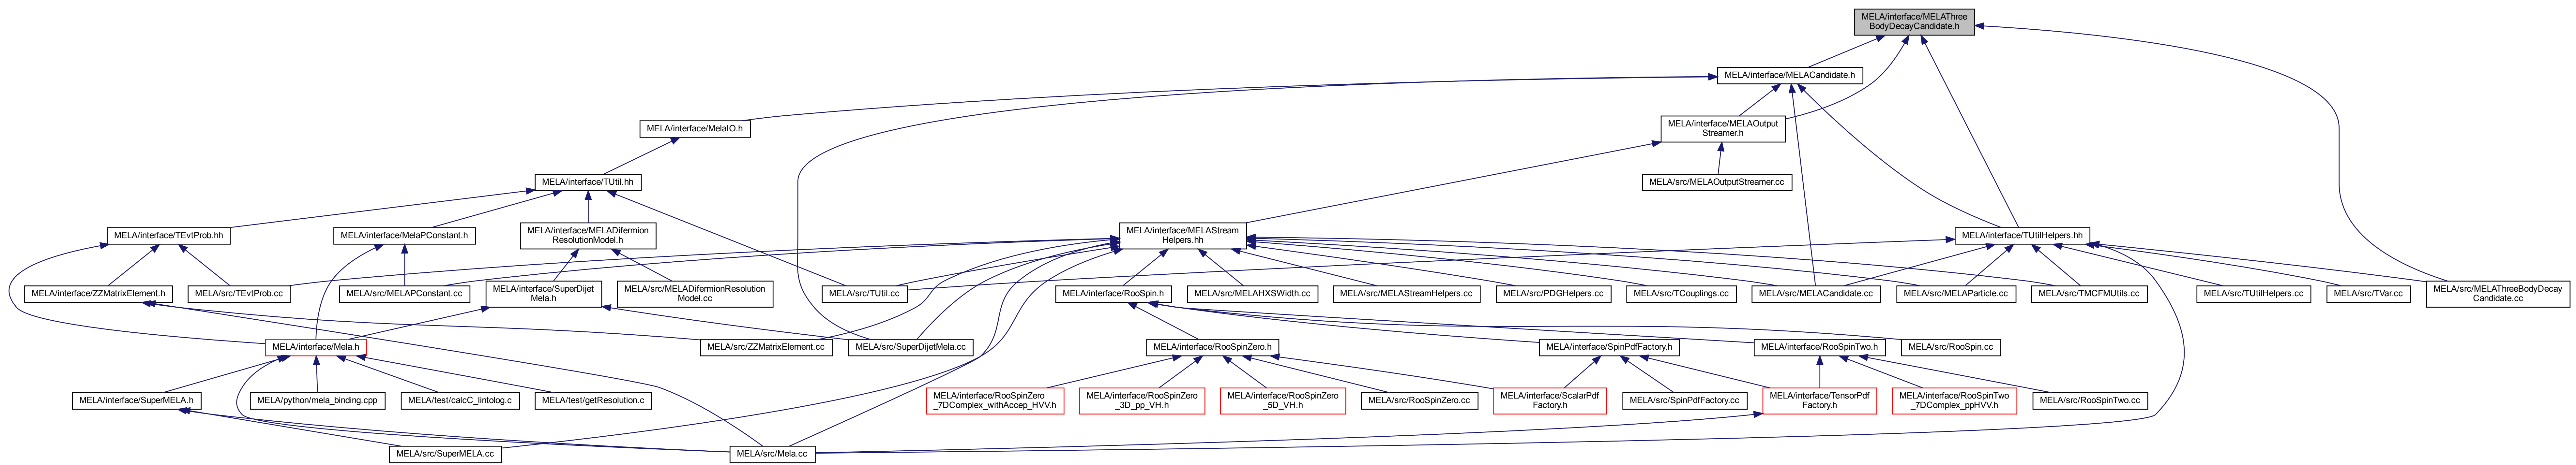 MELA/interface/MELAThree
BodyDecayCandidate.h
MELA/interface/MELACandidate.h
MELA/interface/MelaIO.h
MELA/interface/MELAOutput
Streamer.h
MELA/interface/TUtil.hh
MELA/src/MELAOutputStreamer.cc
MELA/interface/TEvtProb.hh
MELA/interface/MelaPConstant.h
MELA/interface/MELADifermion
ResolutionModel.h
MELA/interface/MELAStream
Helpers.hh
MELA/interface/TUtilHelpers.hh
MELA/interface/ZZMatrixElement.h
MELA/src/TEvtProb.cc
MELA/src/MELAPConstant.cc
MELA/interface/SuperDijet
Mela.h
MELA/src/MELADifermionResolution
Model.cc
MELA/src/TUtil.cc
MELA/interface/RooSpin.h
MELA/src/MELAHXSWidth.cc
MELA/src/MELAStreamHelpers.cc
MELA/src/PDGHelpers.cc
MELA/src/TCouplings.cc
MELA/src/MELACandidate.cc
MELA/src/MELAParticle.cc
MELA/src/TMCFMUtils.cc
MELA/src/TUtilHelpers.cc
MELA/src/TVar.cc
MELA/src/MELAThreeBodyDecay
Candidate.cc
MELA/interface/Mela.h
MELA/src/ZZMatrixElement.cc
MELA/src/SuperDijetMela.cc
MELA/interface/RooSpinZero.h
MELA/interface/SpinPdfFactory.h
MELA/interface/RooSpinTwo.h
MELA/src/RooSpin.cc
MELA/interface/SuperMELA.h
MELA/python/mela_binding.cpp
MELA/test/calcC_lintolog.c
MELA/test/getResolution.c
MELA/interface/RooSpinZero
_7DComplex_withAccep_HVV.h
MELA/interface/RooSpinZero
_3D_pp_VH.h
MELA/interface/RooSpinZero
_5D_VH.h
MELA/src/RooSpinZero.cc
MELA/interface/ScalarPdf
Factory.h
MELA/src/SpinPdfFactory.cc
MELA/interface/TensorPdf
Factory.h
MELA/interface/RooSpinTwo
_7DComplex_ppHVV.h
MELA/src/RooSpinTwo.cc
MELA/src/SuperMELA.cc
MELA/src/Mela.cc